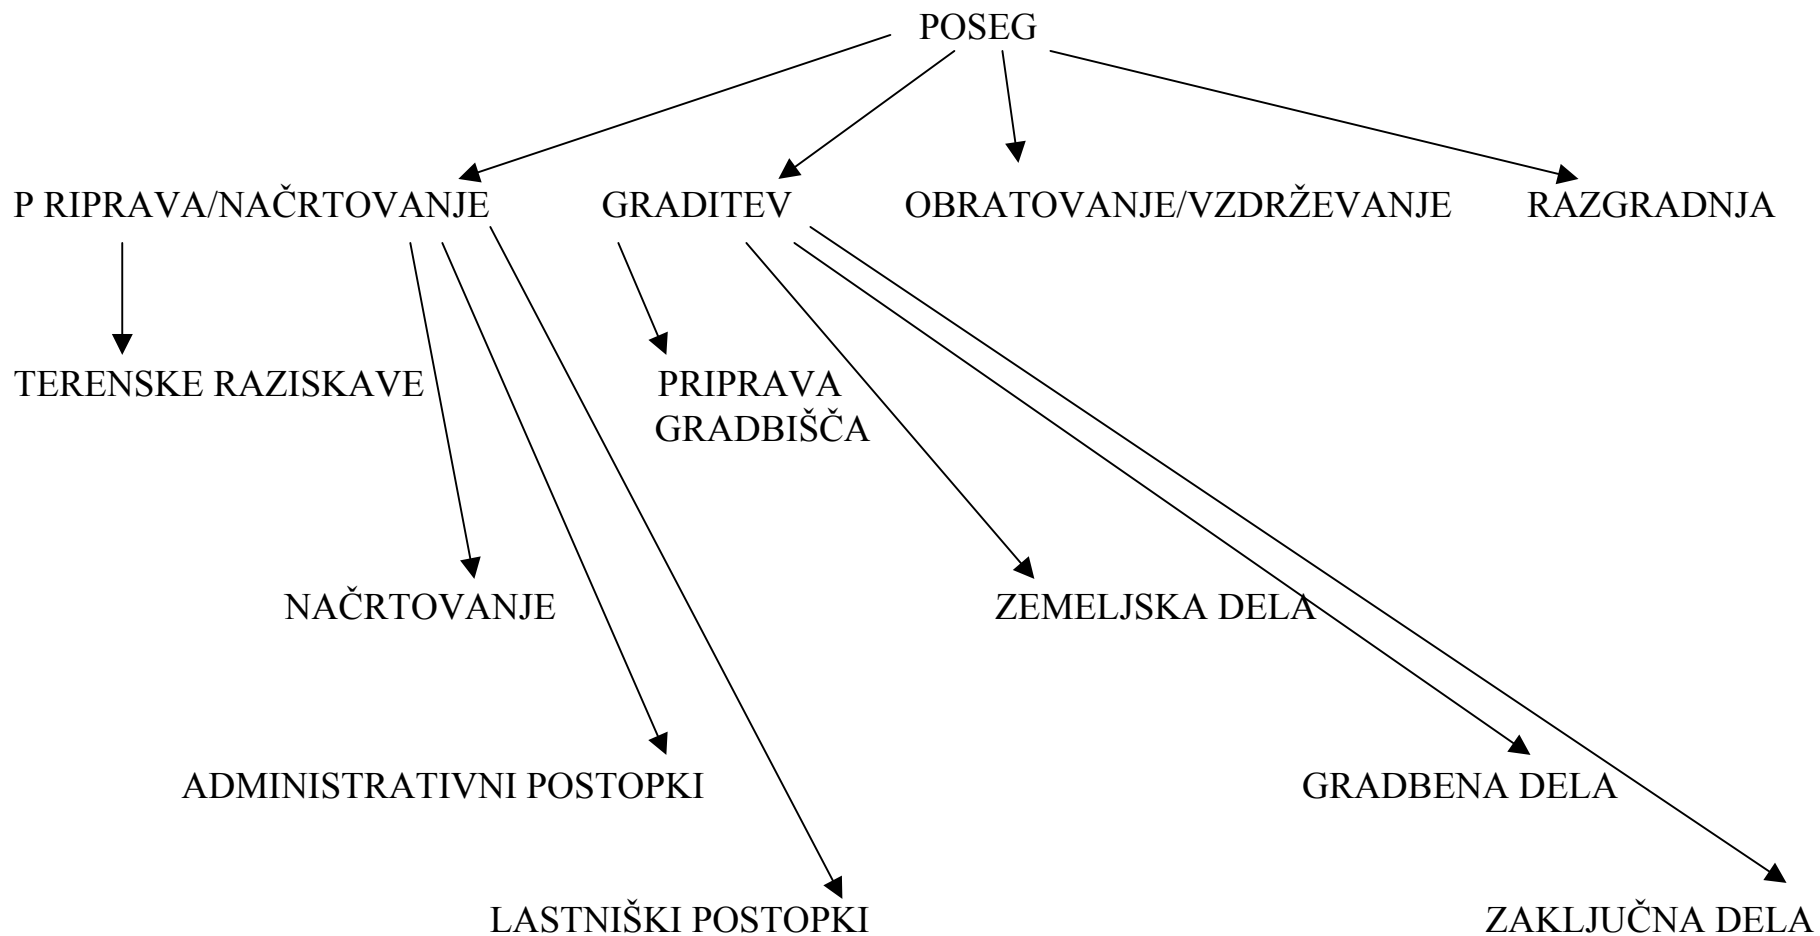 POSEG
P RIPRAVA/NAČRTOVANJE
GRADITEV
OBRATOVANJE/VZDRŽEVANJE
RAZGRADNJA
TERENSKE RAZISKAVE
PRIPRAVA
GRADBIŠČA
NAČRTOVANJE
ZEMELJSKA DELA
ADMINISTRATIVNI POSTOPKI
GRADBENA DELA
LASTNIŠKI POSTOPKI
ZAKLJUČNA DELA